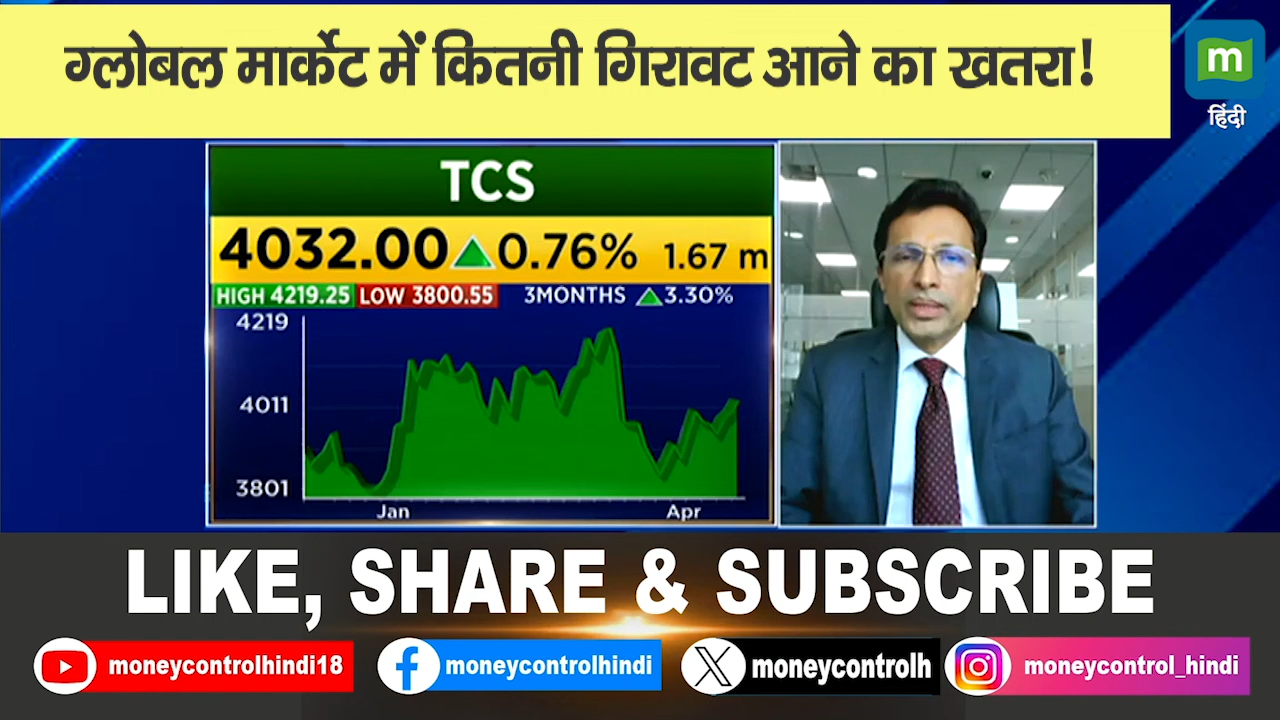 ग्लोबल मार्केट में कितनी गिरावट आने का खतरा!
m
हिंदी
TCS
4032.00 0.76% 1.67 m
HIGH 4219.25 LOW 3800.55 3MONTHS 3.30%
4219
4011
3801
Jan Apr
LIKE, SHARE & SUBSCRIBE
moneycontrolhindi18 moneycontrolhindi moneycontrolh moneycontrol_hindi